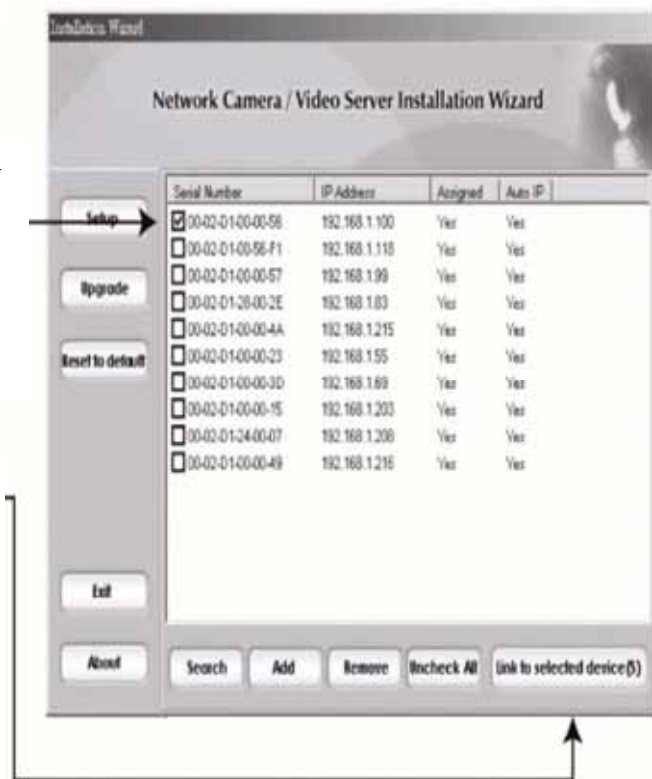 Installation Wizard
Network Camera / Video Server Installation Wizard
Serial Number IP Address Assigned Auto IP
00-02-D1-00-00-56 192.168.1.100 Yes Yes
00-02-D1-00-56-F1 192.168.1.118 Yes Yes
00-02-D1-00-00-57 192.168.1.99 Yes Yes
00-02-D1-28-00-2E 192.168.1.83 Yes Yes
00-02-D1-00-00-4A 192.168.1.215 Yes Yes
00-02-D1-00-00-23 192.168.1.55 Yes Yes
00-02-D1-00-00-3D 192.168.1.69 Yes Yes
00-02-D1-00-00-15 192.168.1.203 Yes Yes
00-02-D1-24-00-07 192.168.1.208 Yes Yes
00-02-D1-00-00-49 192.168.1.216 Yes Yes
Setup
Upgrade
Reset to default
Exit
About
Search Add Remove Uncheck All Link to selected device(S)